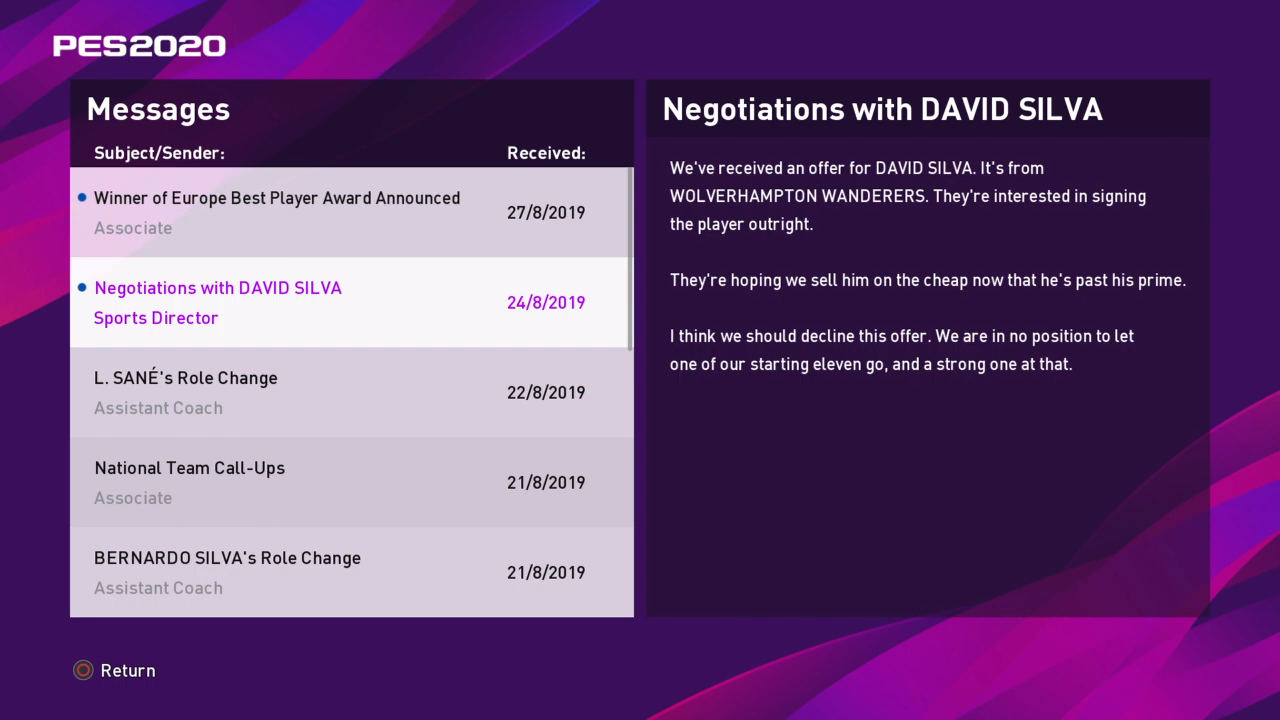 PES2020
Messages
Subject/Sender:
Received:
Winner of Europe Best Player Award Announced
Associate
27/8/2019
Negotiations with DAVID SILVA
Sports Director
24/8/2019
L. SANÉ's Role Change
Assistant Coach
22/8/2019
National Team Call-Ups
Associate
21/8/2019
BERNARDO SILVA's Role Change
Assistant Coach
21/8/2019
Negotiations with DAVID SILVA
We've received an offer for DAVID SILVA. It's from
WOLVERHAMPTON WANDERERS. They're interested in signing
the player outright.
They're hoping we sell him on the cheap now that he's past his prime.
I think we should decline this offer. We are in no position to let
one of our starting eleven go, and a strong one at that.
Return